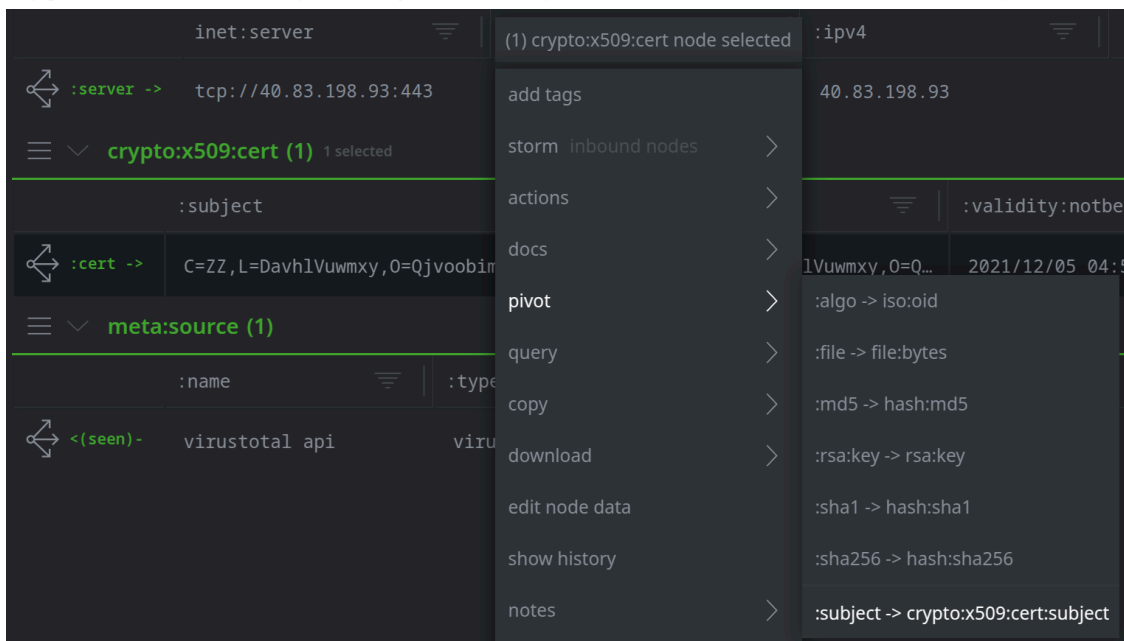 inet:server
(1) crypto:x509:cert node selected
:ipv4
:server ->
tcp://40.83.198.93:443
40.83.198.93
add tags
crypto:x509:cert (1) 1 selected
storm inbound nodes
:subject
actions
:validity:notbe
docs
:cert ->
C=ZZ,L=DavhlVuwmxy,O=Qjvoobim
lVuwmxy,O=Q…
2021/12/05 04:5
pivot
:algo -> iso:oid
meta:source (1)
query
:file -> file:bytes
:name
:type
copy
:md5 -> hash:md5
<(seen)-
virustotal api
viru
download
:rsa:key -> rsa:key
edit node data
:sha1 -> hash:sha1
show history
:sha256 -> hash:sha256
notes
:subject -> crypto:x509:cert:subject